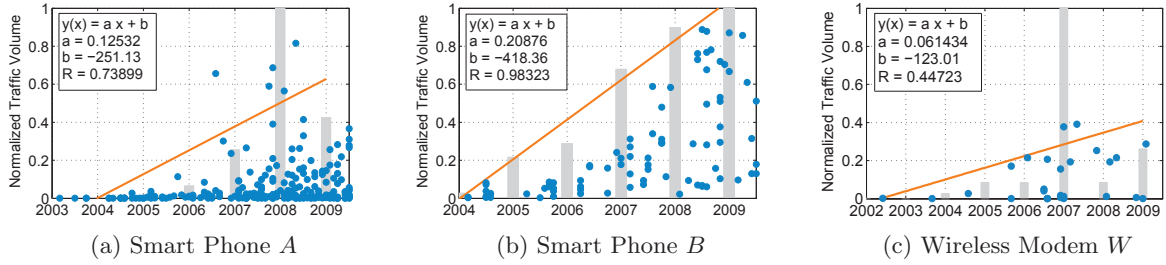 Normalized Traffic Volume
1
0.8
0.6
0.4
0.2
0
y(x) = a x + b
a = 0.12532
b = −251.13
R = 0.73899
2003 2004 2005 2006 2007 2008 2009
(a) Smart Phone A
Normalized Traffic Volume
1
0.8
0.6
0.4
0.2
0
y(x) = a x + b
a = 0.20876
b = −418.36
R = 0.98323
2004 2005 2006 2007 2008 2009
(b) Smart Phone B
Normalized Traffic Volume
1
0.8
0.6
0.4
0.2
0
y(x) = a x + b
a = 0.061434
b = −123.01
R = 0.44723
2002 2003 2004 2005 2006 2007 2008 2009
(c) Wireless Modem W